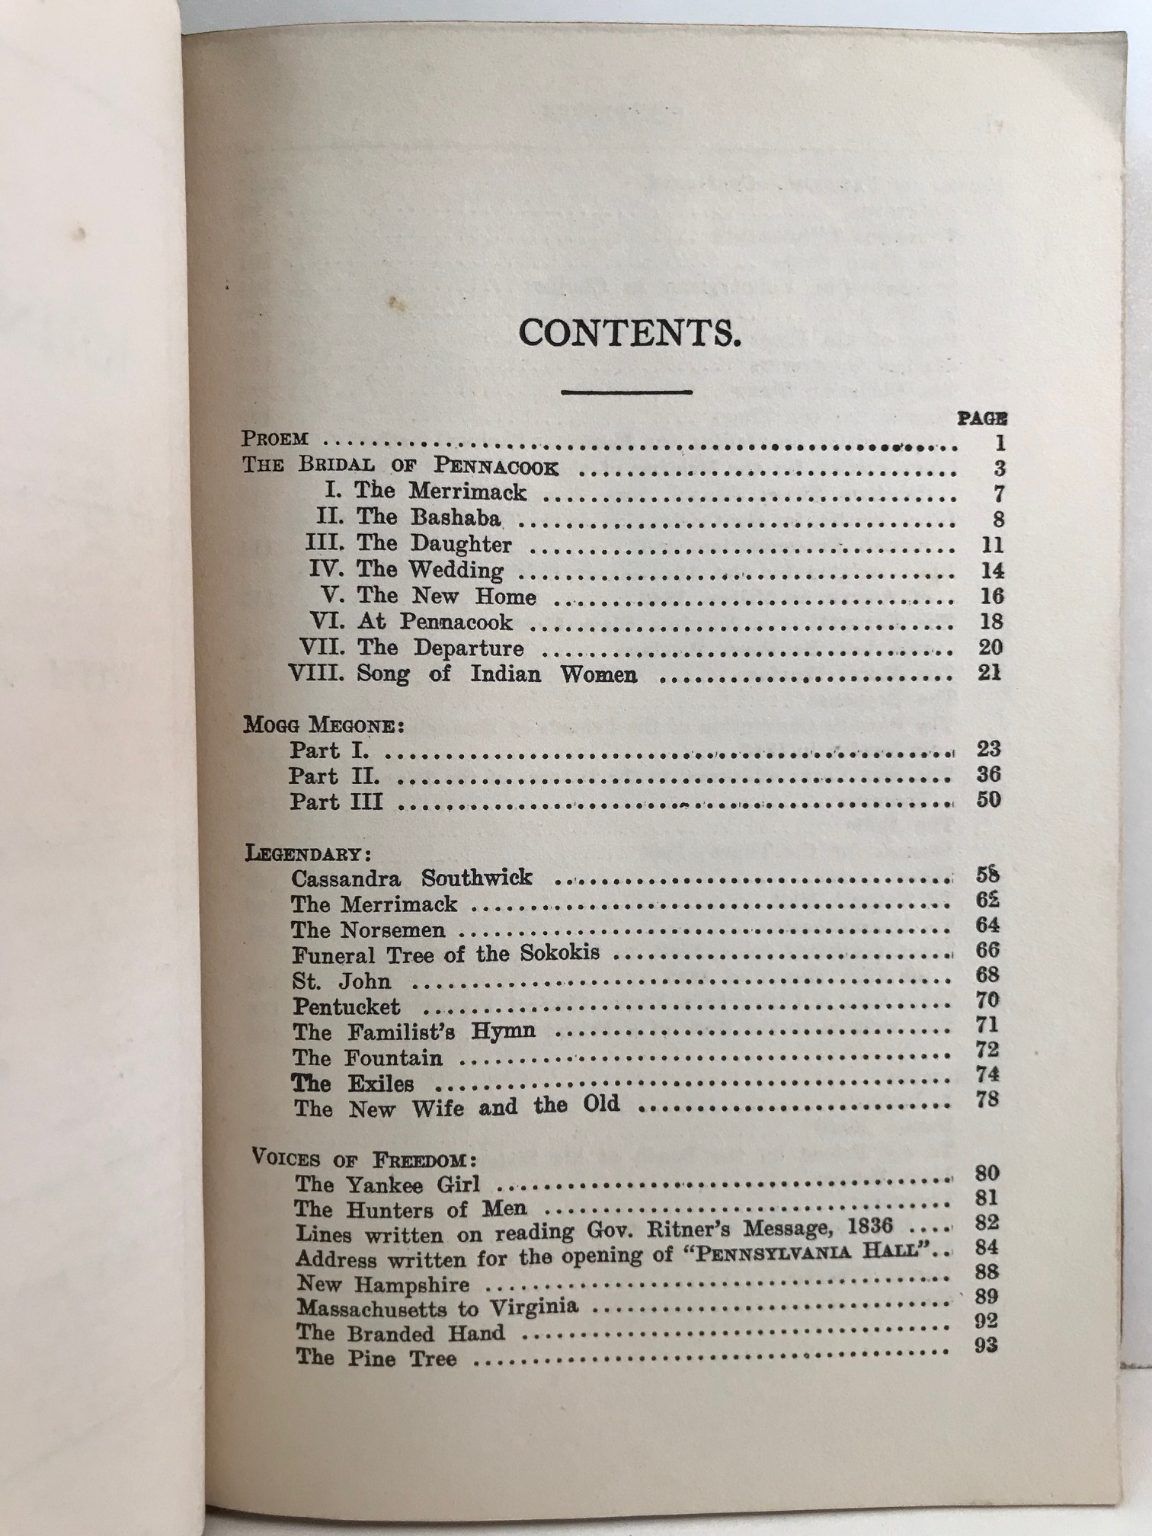 CONTENTS.
PAGE
PROEM ........................................ 1
THE BRIDAL OF PENNACOOK ........................................ 3
I. The Merrimack ........................................ 7
II. The Bashaba ........................................ 8
III. The Daughter ........................................ 11
IV. The Wedding ........................................ 14
V. The New Home ........................................ 16
VI. At Pennacook ........................................ 18
VII. The Departure ........................................ 20
VIII. Song of Indian Women ........................................ 21
MOGG MEGONE:
Part I. ........................................ 23
Part II. ........................................ 36
Part III ........................................ 50
LEGENDARY:
Cassandra Southwick ........................................ 58
The Merrimack ........................................ 62
The Norsemen ........................................ 64
Funeral Tree of the Sokokis ........................................ 66
St. John ........................................ 68
Pentucket ........................................ 70
The Familist's Hymn ........................................ 71
The Fountain ........................................ 72
The Exiles ........................................ 74
The New Wife and the Old ........................................ 78
VOICES OF FREEDOM:
The Yankee Girl ........................................ 80
The Hunters of Men ........................................ 81
Lines written on reading Gov. Ritner's Message, 1836 .... 82
Address written for the opening of "PENNSYLVANIA HALL".. 84
New Hampshire ........................................ 88
Massachusetts to Virginia ........................................ 89
The Branded Hand ........................................ 92
The Pine Tree ........................................ 93